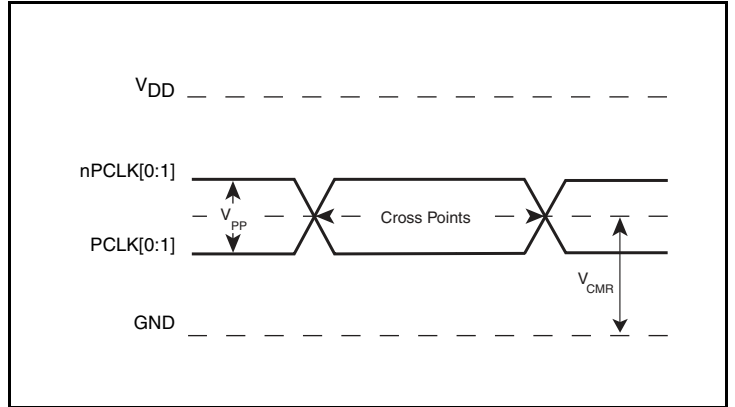 VDD
nPCLK[0:1]
VPP
Cross Points
PCLK[0:1]
VCMR
GND